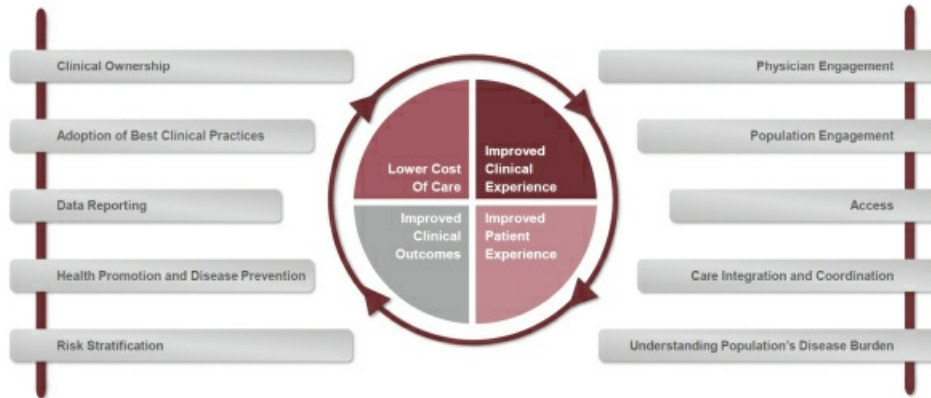 Clinical Ownership
Adoption of Best Clinical Practices
Data Reporting
Health Promotion and Disease Prevention
Risk Stratification
Lower Cost
Of Care
Improved
Clinical
Experience
Improved
Clinical
Outcomes
Improved
Patient
Experience
Physician Engagement
Population Engagement
Access
Care Integration and Coordination
Understanding Population's Disease Burden